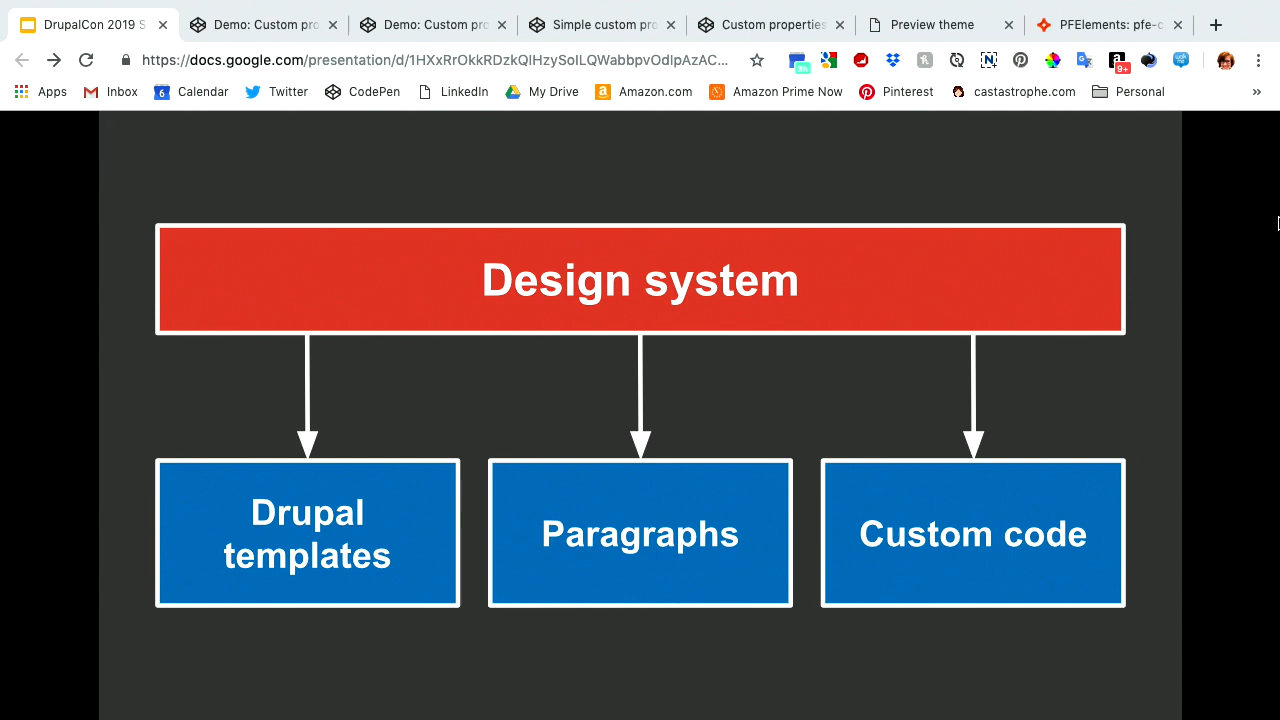 DrupalCon 2019 S
Demo: Custom pro
Demo: Custom pro
Simple custom pro
Custom properties
Preview theme
PFElements: pfe-c
https://docs.google.com/presentation/d/1HXxRrOkkRDzkQIHzySoILQWabbpvOdIpAzAC...
9+
Apps
Inbox
Calendar
Twitter
CodePen
LinkedIn
My Drive
Amazon.com
Amazon Prime Now
Pinterest
castastrophe.com
Personal
»
Design system
Drupal
templates
Paragraphs
Custom code